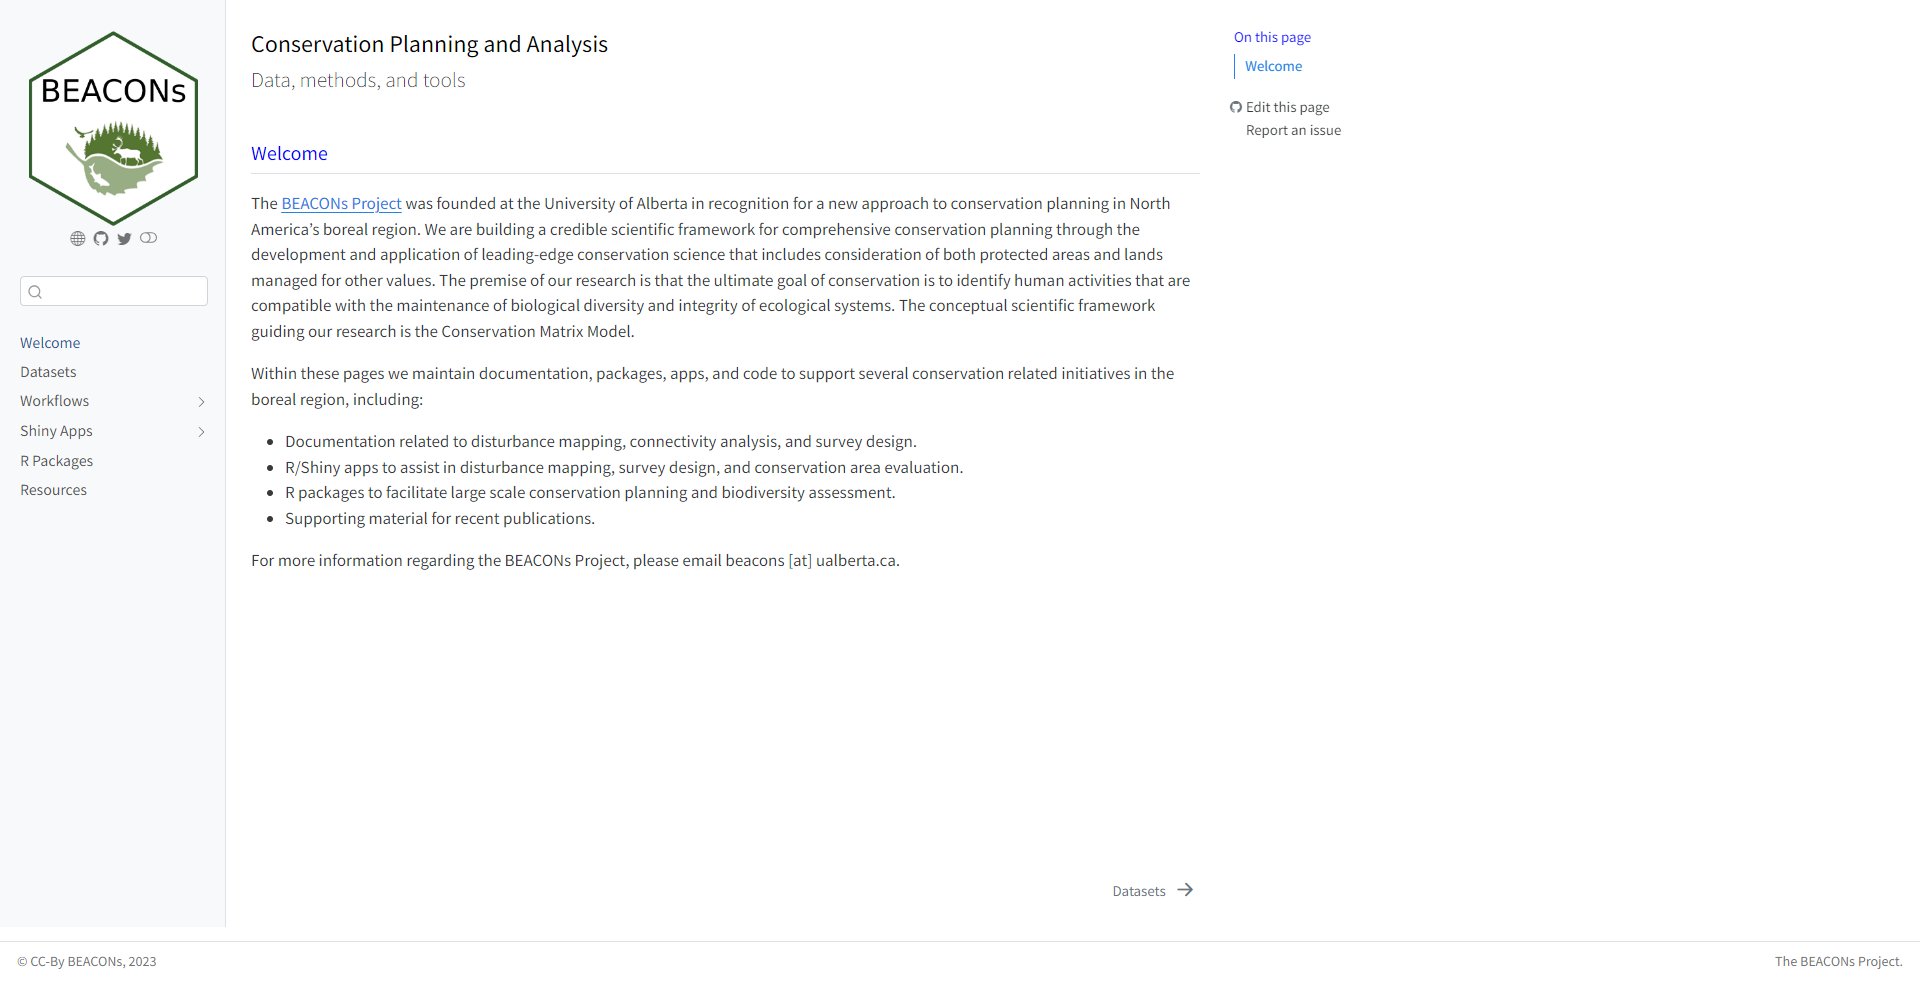 BEACONs
Welcome
Datasets
Workflows
Shiny Apps
R Packages
Resources
Conservation Planning and Analysis
Data, methods, and tools
Welcome
The BEACONs Project was founded at the University of Alberta in recognition for a new approach to conservation planning in North
America’s boreal region. We are building a credible scientific framework for comprehensive conservation planning through the
development and application of leading-edge conservation science that includes consideration of both protected areas and lands
managed for other values. The premise of our research is that the ultimate goal of conservation is to identify human activities that are
compatible with the maintenance of biological diversity and integrity of ecological systems. The conceptual scientific framework
guiding our research is the Conservation Matrix Model.
Within these pages we maintain documentation, packages, apps, and code to support several conservation related initiatives in the
boreal region, including:
• Documentation related to disturbance mapping, connectivity analysis, and survey design.
• R/Shiny apps to assist in disturbance mapping, survey design, and conservation area evaluation.
• R packages to facilitate large scale conservation planning and biodiversity assessment.
• Supporting material for recent publications.
For more information regarding the BEACONs Project, please email beacons [at] ualberta.ca.
Datasets
On this page
Welcome
Edit this page
Report an issue
© CC-By BEACONs, 2023
The BEACONs Project.